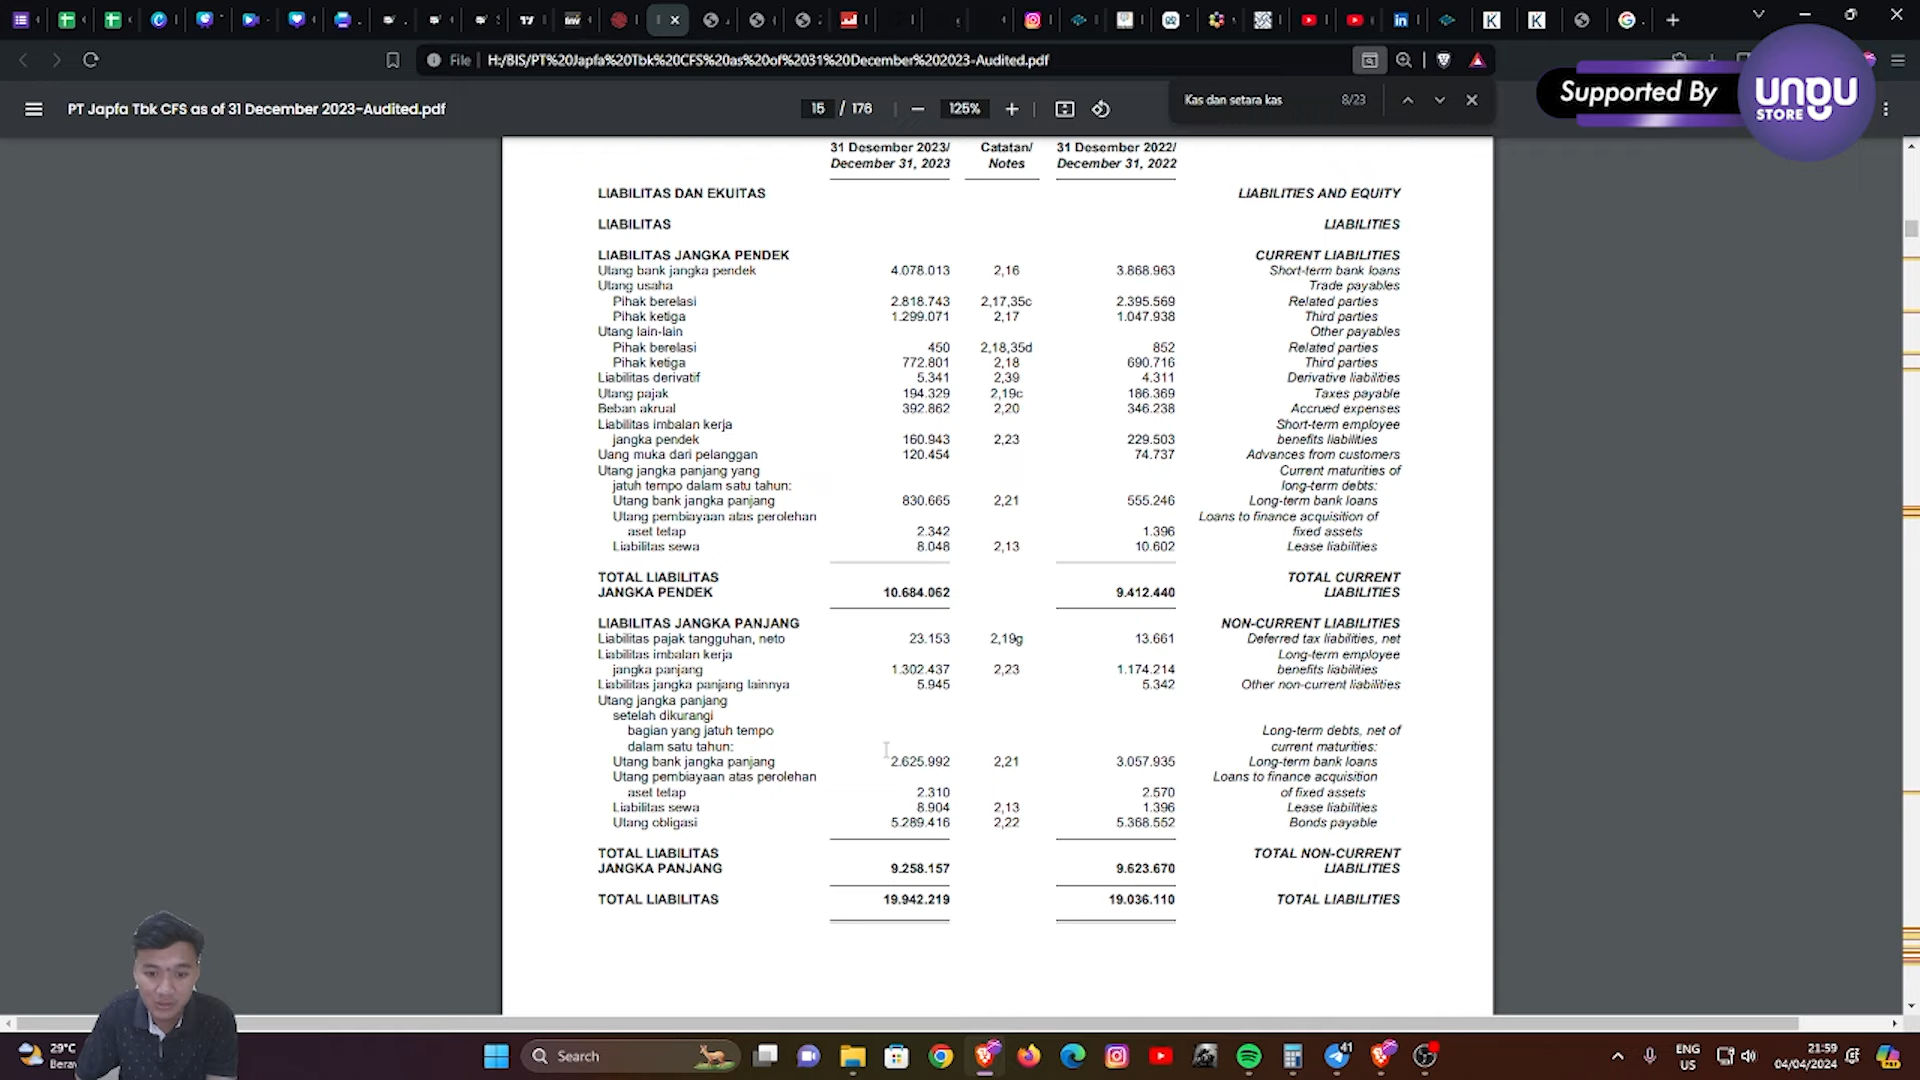 File
H:/BIS/PT%20Japfa%20Tbk%20CFS%20as%20of%2031%20December%202023-Audited.pdf
PT Japfa Tbk CFS as of 31 December 2023-Audited.pdf
15 / 176
125%
Kas dan setara kas 8/23
Supported By
UNGU
STORE
31 Desember 2023/ Catatan/ 31 Desember 2022/
December 31, 2023 Notes December 31, 2022
LIABILITAS DAN EKUITAS LIABILITIES AND EQUITY
LIABILITAS LIABILITIES
LIABILITAS JANGKA PENDEK CURRENT LIABILITIES
Utang bank jangka pendek 4.078.013 2,16 3.868.963 Short-term bank loans
Utang usaha Trade payables
Pihak berelasi 2.818.743 2,17,35c 2.395.569 Related parties
Pihak ketiga 1.299.071 2,17 1.047.938 Third parties
Utang lain-lain Other payables
Pihak berelasi 450 2,18,35d 852 Related parties
Pihak ketiga 772.801 2,18 690.716 Third parties
Liabilitas derivatif 5.341 2,39 4.311 Derivative liabilities
Utang pajak 194.329 2,19c 186.369 Taxes payable
Beban akrual 392.862 2,20 346.238 Accrued expenses
Liabilitas imbalan kerja Short-term employee
jangka pendek 160.943 2,23 229.503 benefits liabilities
Uang muka dari pelanggan 120.454 74.737 Advances from customers
Utang jangka panjang yang Current maturities of
jatuh tempo dalam satu tahun: long-term debts:
Utang bank jangka panjang 830.665 2,21 555.246 Long-term bank loans
Utang pembiayaan atas perolehan Loans to finance acquisition of
aset tetap 2.342 1.396 fixed assets
Liabilitas sewa 8.048 2,13 10.602 Lease liabilities
TOTAL LIABILITAS TOTAL CURRENT
JANGKA PENDEK 10.684.062 9.412.440 LIABILITIES
LIABILITAS JANGKA PANJANG NON-CURRENT LIABILITIES
Liabilitas pajak tangguhan, neto 23.153 2,19g 13.661 Deferred tax liabilities, net
Liabilitas imbalan kerja Long-term employee
jangka panjang 1.302.437 2,23 1.174.214 benefits liabilities
Liabilitas jangka panjang lainnya 5.945 5.342 Other non-current liabilities
Utang jangka panjang
setelah dikurangi
bagian yang jatuh tempo Long-term debts, net of
dalam satu tahun: current maturities:
Utang bank jangka panjang 2.625.992 2,21 3.057.935 Long-term bank loans
Utang pembiayaan atas perolehan Loans to finance acquisition
aset tetap 2.310 2.570 of fixed assets
Liabilitas sewa 8.904 2,13 1.396 Lease liabilities
Utang obligasi 5.289.416 2,22 5.368.552 Bonds payable
TOTAL LIABILITAS TOTAL NON-CURRENT
JANGKA PANJANG 9.258.157 9.623.670 LIABILITIES
TOTAL LIABILITAS 19.942.219 19.036.110 TOTAL LIABILITIES
29°C
Search
41
ENG
US
21:59
04/04/2024